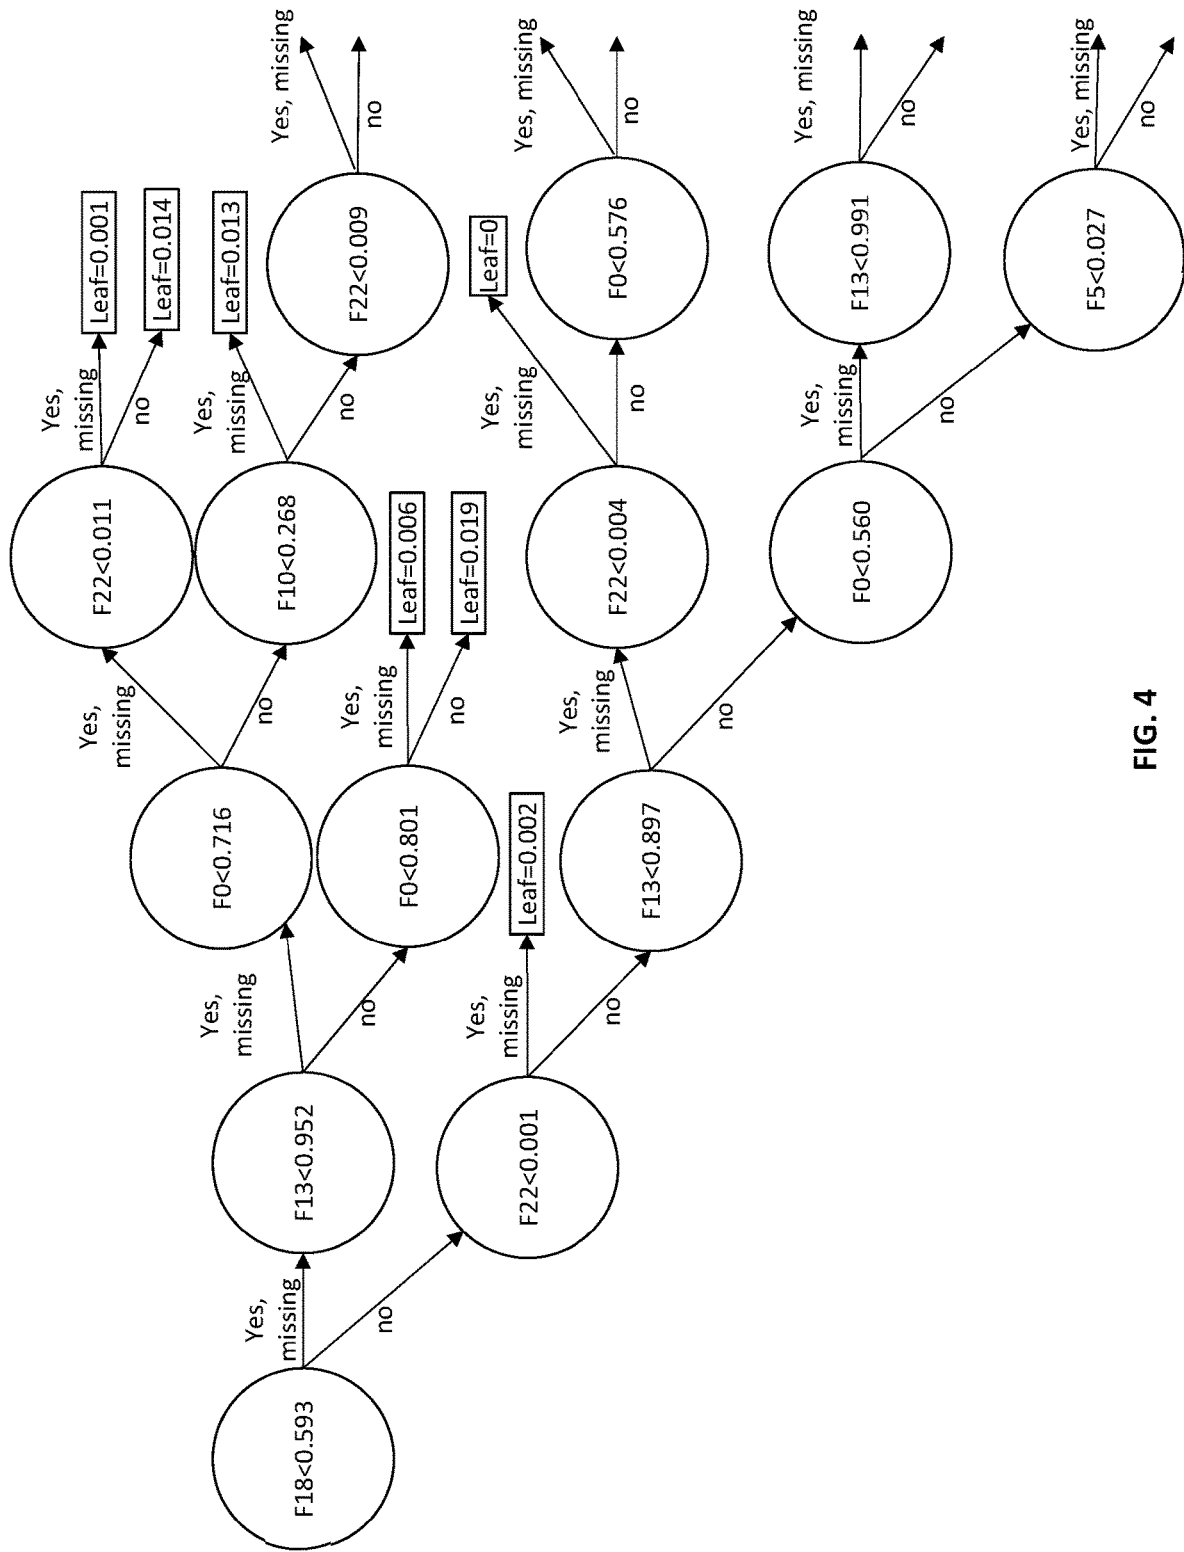 F18<0.593
Yes,
missing
no
F13<0.952
F22<0.001
Yes,
missing
no
Yes,
missing
no
F0<0.716
F0<0.801
Leaf=0.002
F13<0.897
Yes,
missing
no
Yes,
missing
no
Yes,
missing
no
F22<0.011
F10<0.268
Leaf=0.006
Leaf=0.019
F22<0.004
F0<0.560
Yes,
missing
no
Yes,
missing
no
Yes,
missing
no
Yes,
missing
no
Leaf=0.001
Leaf=0.014
Leaf=0.013
F22<0.009
Leaf=0
F0<0.576
F13<0.991
F5<0.027
Yes, missing
no
Yes, missing
no
Yes, missing
no
Yes, missing
no
FIG. 4